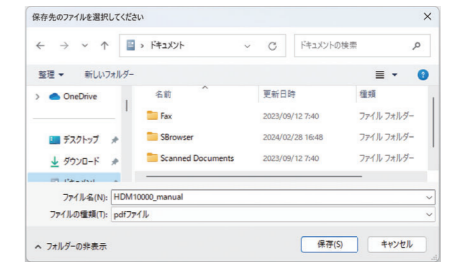 保存先のファイルを選択してください
ドキュメント
ドキュメントの検索
整理 新しいフォルダー
名前 更新日時 種類
OneDrive
デスクトップ
ダウンロード
Fax 2023/09/12 7:40 ファイル フォルダー
SBrowser 2024/02/28 16:48 ファイル フォルダー
Scanned Documents 2023/09/12 7:40 ファイル フォルダー
ファイル名(N): HDM10000_manual
ファイルの種類(T): pdfファイル
フォルダーの非表示 保存(S) キャンセル